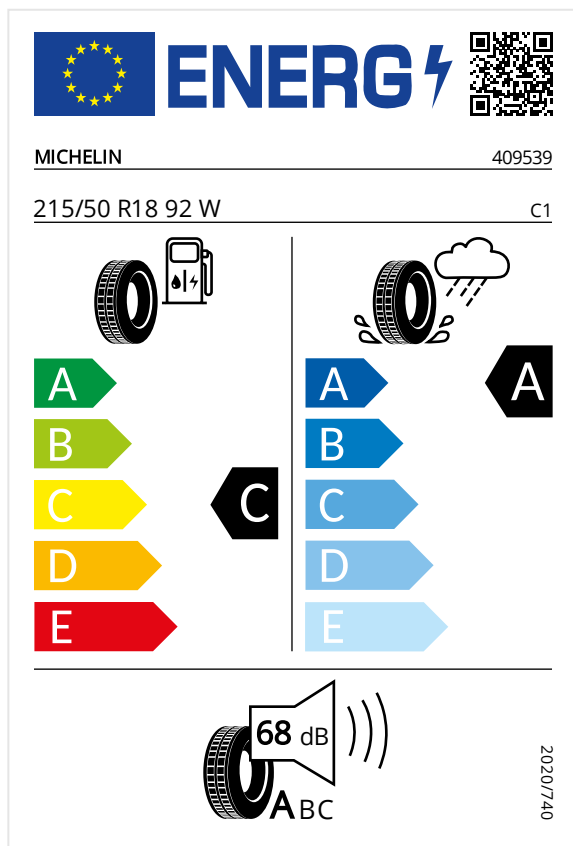 ENERG
MICHELIN 409539
215/50 R18 92 W C1
A A A
B B
C C C
D D
E E
68 dB
ABC
2020/740